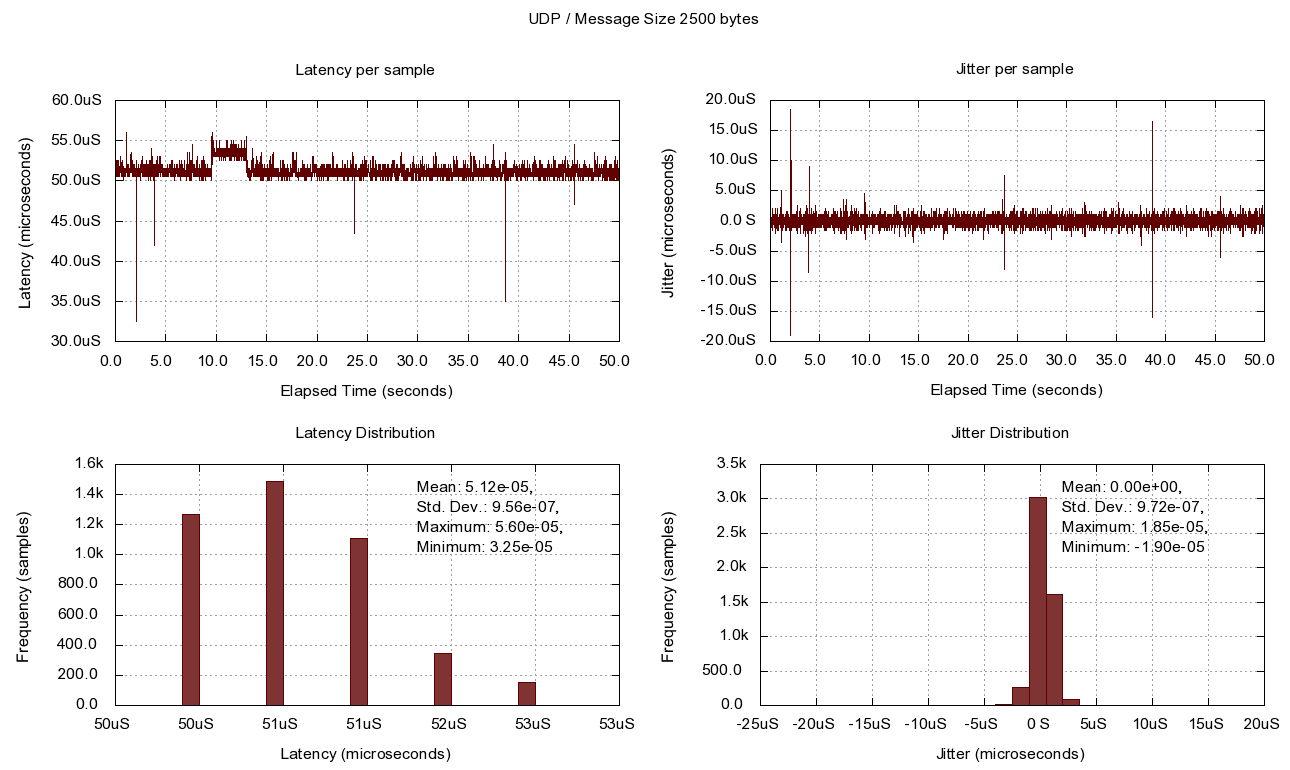 UDP / Message Size 2500 bytes
Latency per sample
60.0uS
55.0uS
50.0uS
45.0uS
40.0uS
35.0uS
30.0uS
Latency (microseconds)
0.0 5.0 10.0 15.0 20.0 25.0 30.0 35.0 40.0 45.0 50.0
Elapsed Time (seconds)
Jitter per sample
20.0uS
15.0uS
10.0uS
5.0uS
0.0 S
-5.0uS
-10.0uS
-15.0uS
-20.0uS
Jitter (microseconds)
0.0 5.0 10.0 15.0 20.0 25.0 30.0 35.0 40.0 45.0 50.0
Elapsed Time (seconds)
Latency Distribution
1.6k
1.4k
1.2k
1.0k
800.0
600.0
400.0
200.0
0.0
Frequency (samples)
Mean: 5.12e-05,
Std. Dev.: 9.56e-07,
Maximum: 5.60e-05,
Minimum: 3.25e-05
50uS 50uS 51uS 51uS 52uS 53uS 53uS
Latency (microseconds)
Jitter Distribution
3.5k
3.0k
2.5k
2.0k
1.5k
1.0k
500.0
0.0
Frequency (samples)
Mean: 0.00e+00,
Std. Dev.: 9.72e-07,
Maximum: 1.85e-05,
Minimum: -1.90e-05
-25uS -20uS -15uS -10uS -5uS 0 S 5uS 10uS 15uS 20uS
Jitter (microseconds)